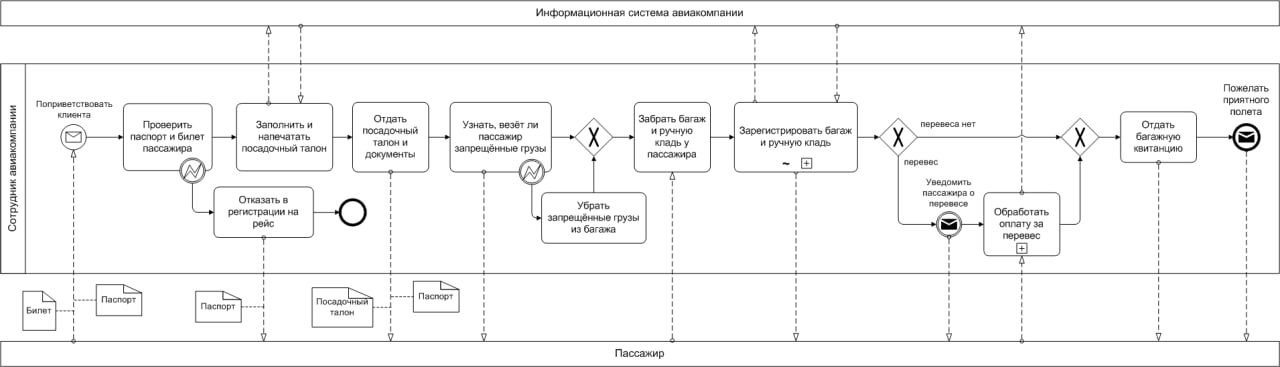 Информационная система авиакомпании
Сотрудник авиакомпании
Поприветствовать
клиента
Проверить
паспорт и билет
пассажира
Заполнить и
напечатать
посадочный талон
Отдать
посадочный
талон и
документы
Узнать, везёт ли
пассажир
запрещённые грузы
Забрать багаж
и ручную
кладь у
пассажира
Зарегистрировать багаж
и ручную кладь
~
перевеса нет
перевес
Отдать
багажную
квитанцию
Пожелать
приятного
полета
Отказать в
регистрации на
рейс
Убрать
запрещённые грузы
из багажа
Уведомить
пассажира о
перевесе
Обработать
оплату за
перевес
Билет
Паспорт
Паспорт
Посадочный
талон
Паспорт
Пассажир